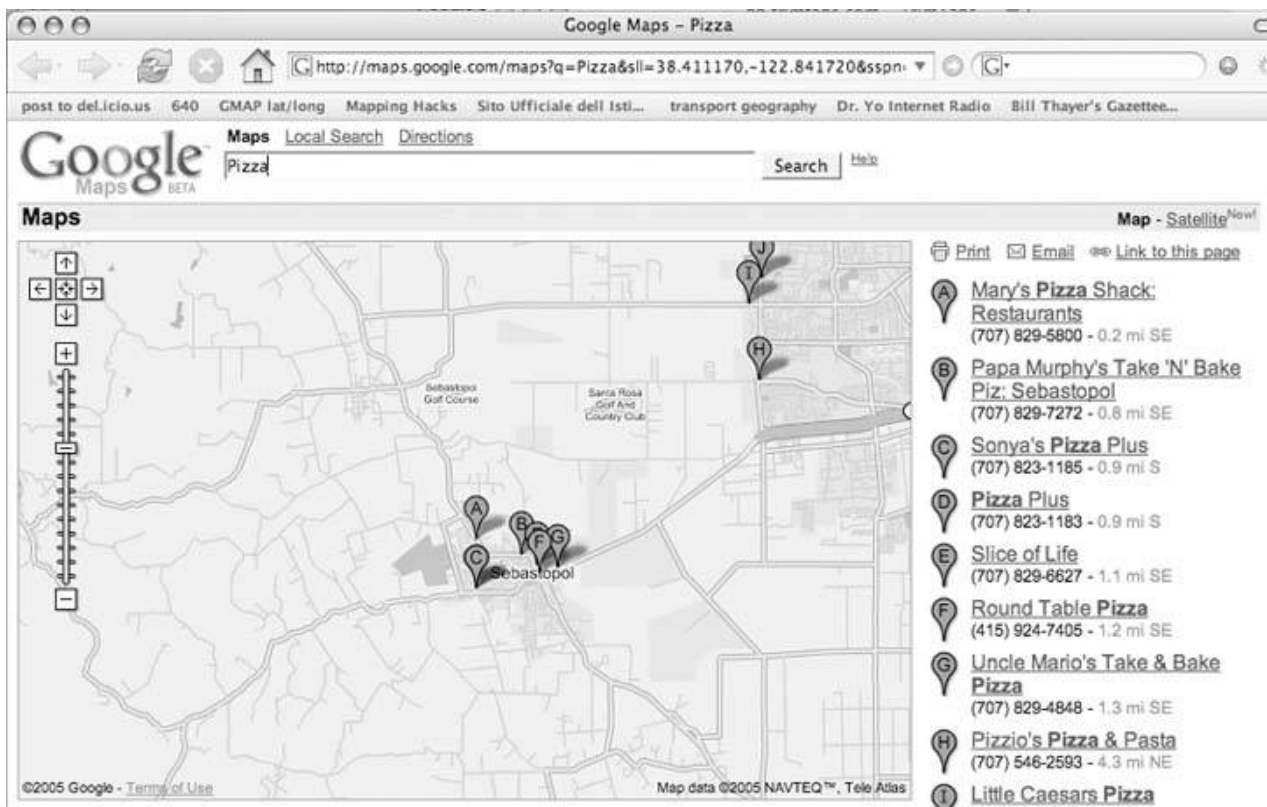 Google Maps – Pizza
http://maps.google.com/maps?q=Pizza&sll=38.411170,-122.841720&sspn
G
post to del.icio.us 640 GMAP lat/long Mapping Hacks Sito Ufficiale dell Isti... transport geography Dr. Yo Internet Radio Bill Thayer's Gazettee...
Maps Local Search Directions
Google Maps BETA
Pizza
Search Help
Maps
Map - Satellite New!
Print Email Link to this page
J
I
H
Sebastopol
Golf Course
Santa Rosa
Golf And
Country Club
A
B
F G
C
Sebastopol
©2005 Google - Terms of Use
Map data ©2005 NAVTEQ™, Tele Atlas
A Mary's Pizza Shack:
Restaurants
(707) 829-5800 - 0.2 mi SE
B Papa Murphy's Take 'N' Bake
Piz: Sebastopol
(707) 829-7272 - 0.8 mi SE
C Sonya's Pizza Plus
(707) 823-1185 - 0.9 mi S
D Pizza Plus
(707) 823-1183 - 0.9 mi S
E Slice of Life
(707) 829-6627 - 1.1 mi SE
F Round Table Pizza
(415) 924-7405 - 1.2 mi SE
G Uncle Mario's Take & Bake
Pizza
(707) 829-4848 - 1.3 mi SE
H Pizzio's Pizza & Pasta
(707) 546-2593 - 4.3 mi NE
I Little Caesars Pizza